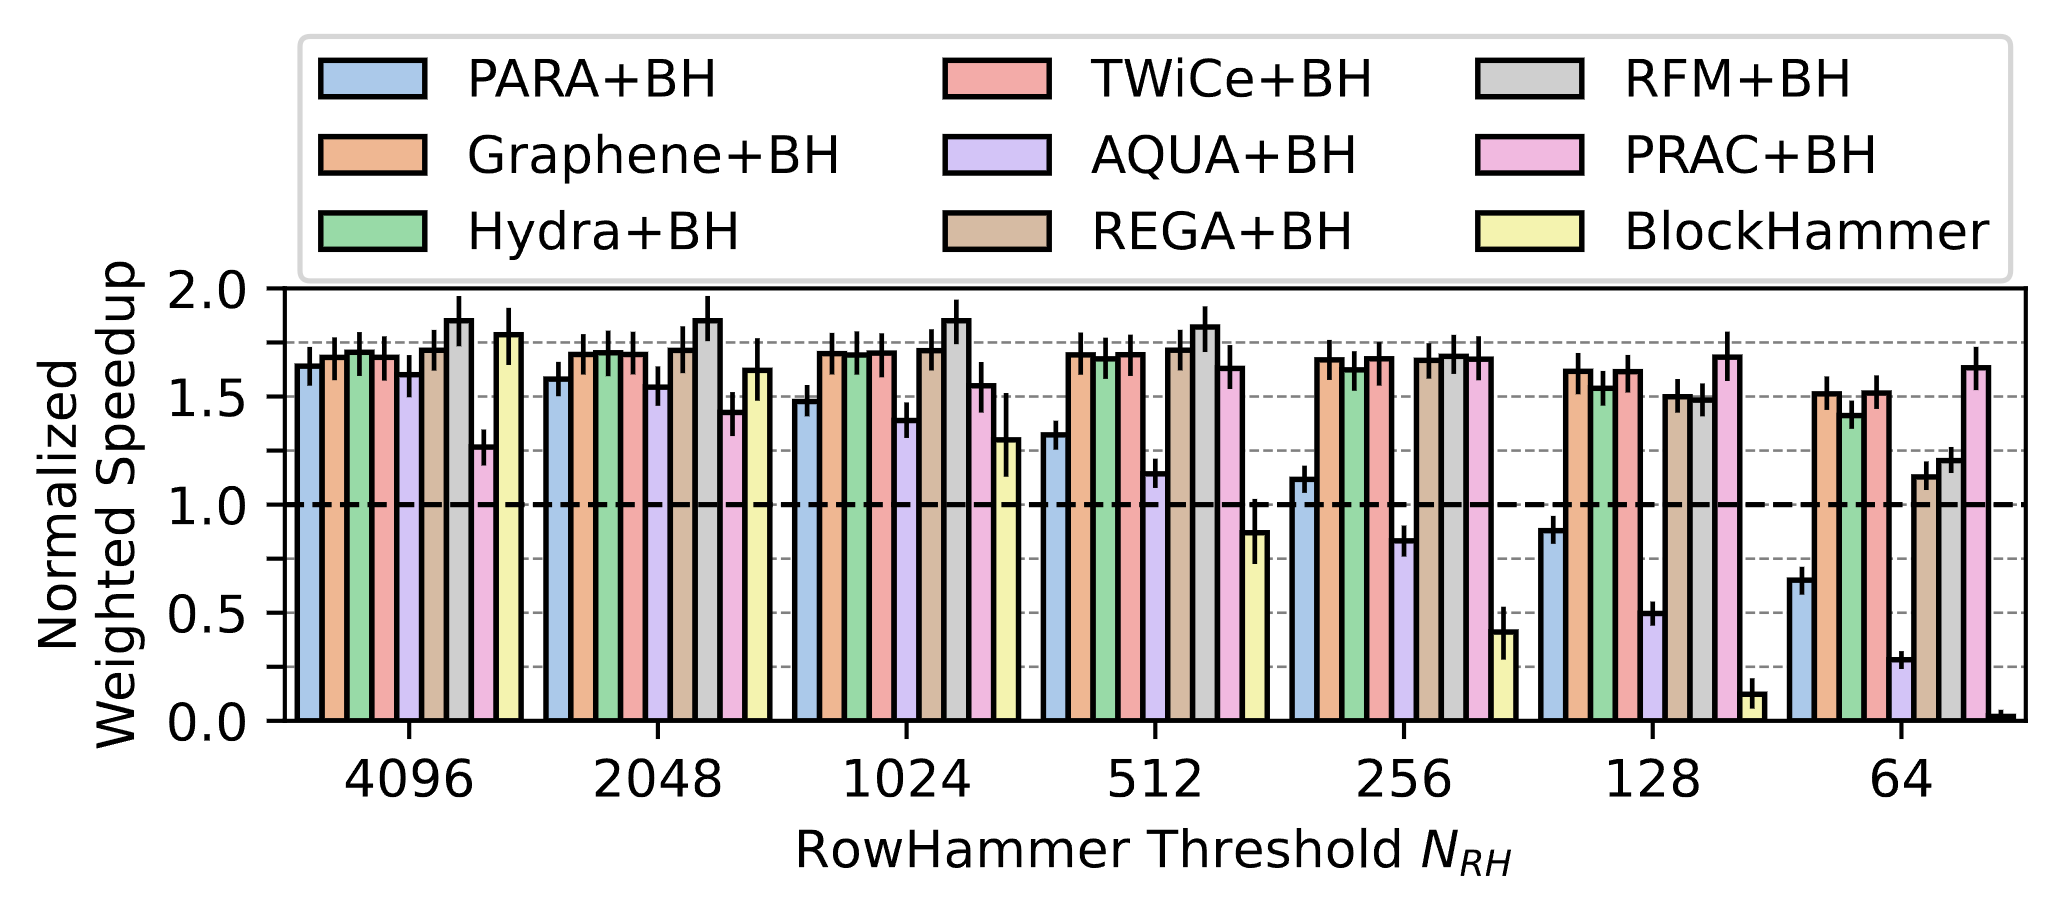 PARA+BH
TWiCe+BH
RFM+BH
Graphene+BH
AQUA+BH
PRAC+BH
Hydra+BH
REGA+BH
BlockHammer
Normalized
Weighted Speedup
2.0
1.5
1.0
0.5
0.0
4096 2048 1024 512 256 128 64
RowHammer Threshold N_{RH}